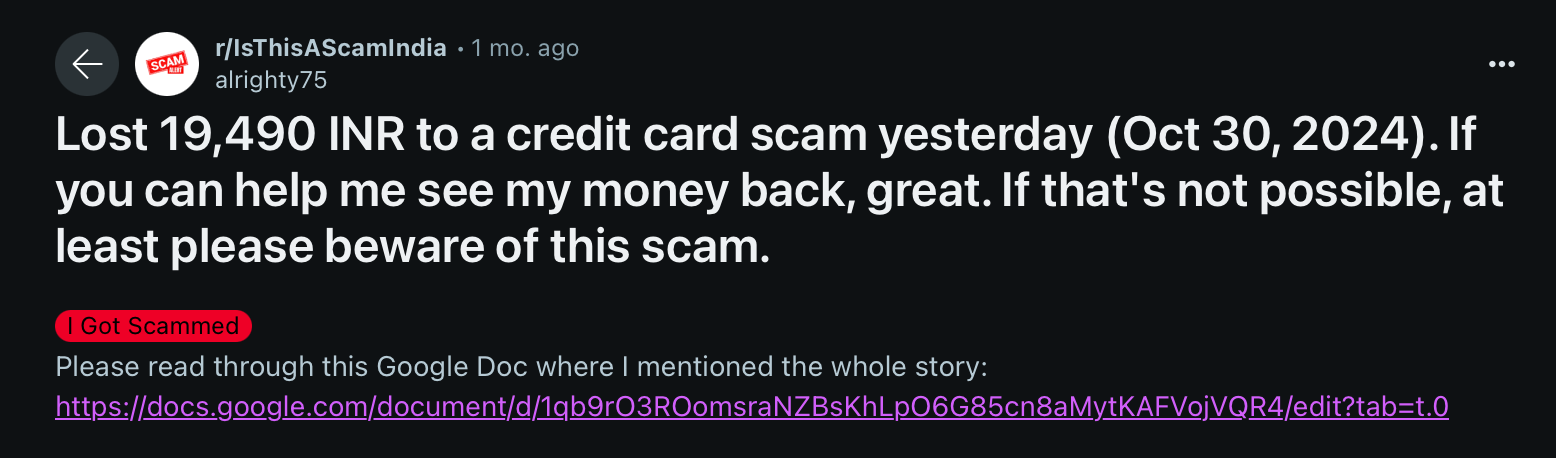 r/IsThisAScamIndia • 1 mo. ago
SCAM
ALERT
alrighty75
Lost 19,490 INR to a credit card scam yesterday (Oct 30, 2024). If
you can help me see my money back, great. If that's not possible, at
least please beware of this scam.
I Got Scammed
Please read through this Google Doc where I mentioned the whole story:
https://docs.google.com/document/d/1qb9rO3ROomsraNZBsKhLpO6G85cn8aMytKAFVojVQR4/edit?tab=t.0